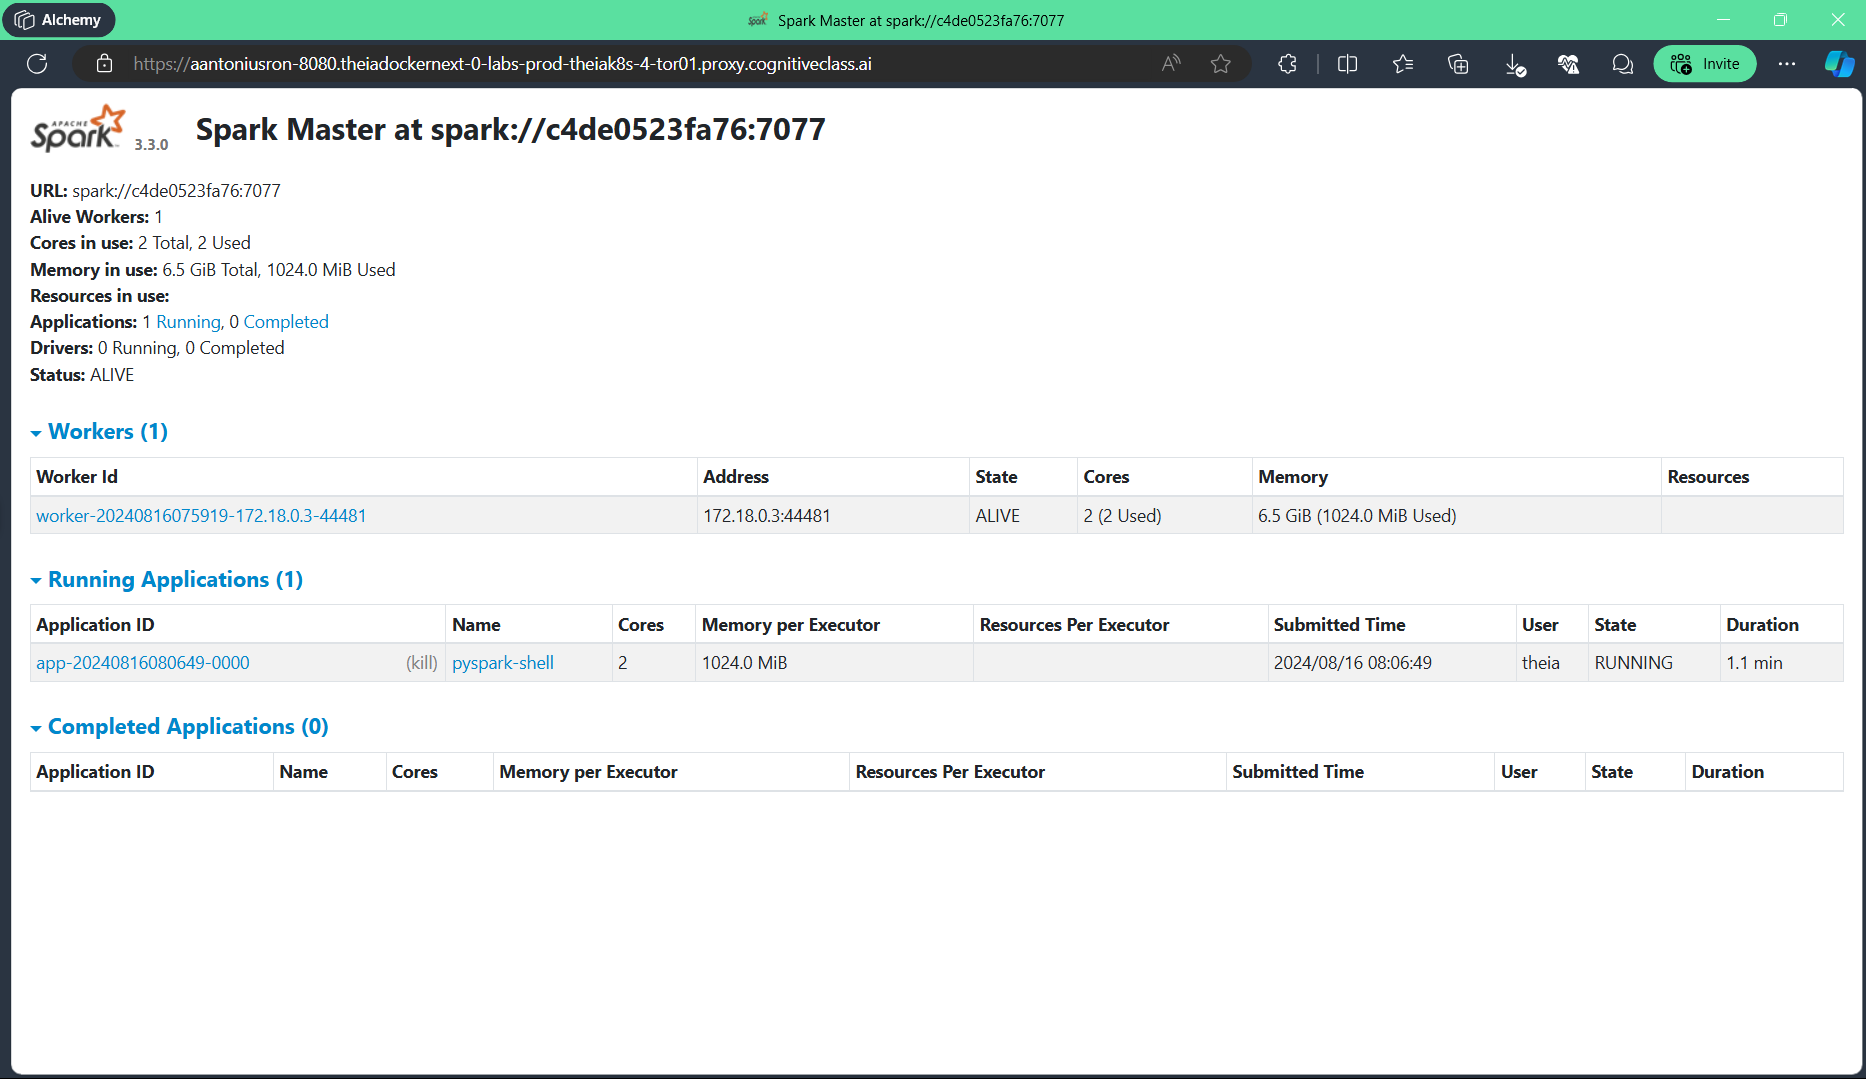 Alchemy
Spark Master at spark://c4de0523fa76:7077
https://aantoniusron-8080.theiadockernext-0-labs-prod-theiak8s-4-tor01.proxy.cognitiveclass.ai
Invite
APACHE Spark 3.3.0
Spark Master at spark://c4de0523fa76:7077
URL: spark://c4de0523fa76:7077
Alive Workers: 1
Cores in use: 2 Total, 2 Used
Memory in use: 6.5 GiB Total, 1024.0 MiB Used
Resources in use:
Applications: 1 Running, 0 Completed
Drivers: 0 Running, 0 Completed
Status: ALIVE
Workers (1)
Worker Id Address State Cores Memory Resources
worker-20240816075919-172.18.0.3-44481 172.18.0.3:44481 ALIVE 2 (2 Used) 6.5 GiB (1024.0 MiB Used)
Running Applications (1)
Application ID Name Cores Memory per Executor Resources Per Executor Submitted Time User State Duration
app-20240816080649-0000 (kill) pyspark-shell 2 1024.0 MiB 2024/08/16 08:06:49 theia RUNNING 1.1 min
Completed Applications (0)
Application ID Name Cores Memory per Executor Resources Per Executor Submitted Time User State Duration